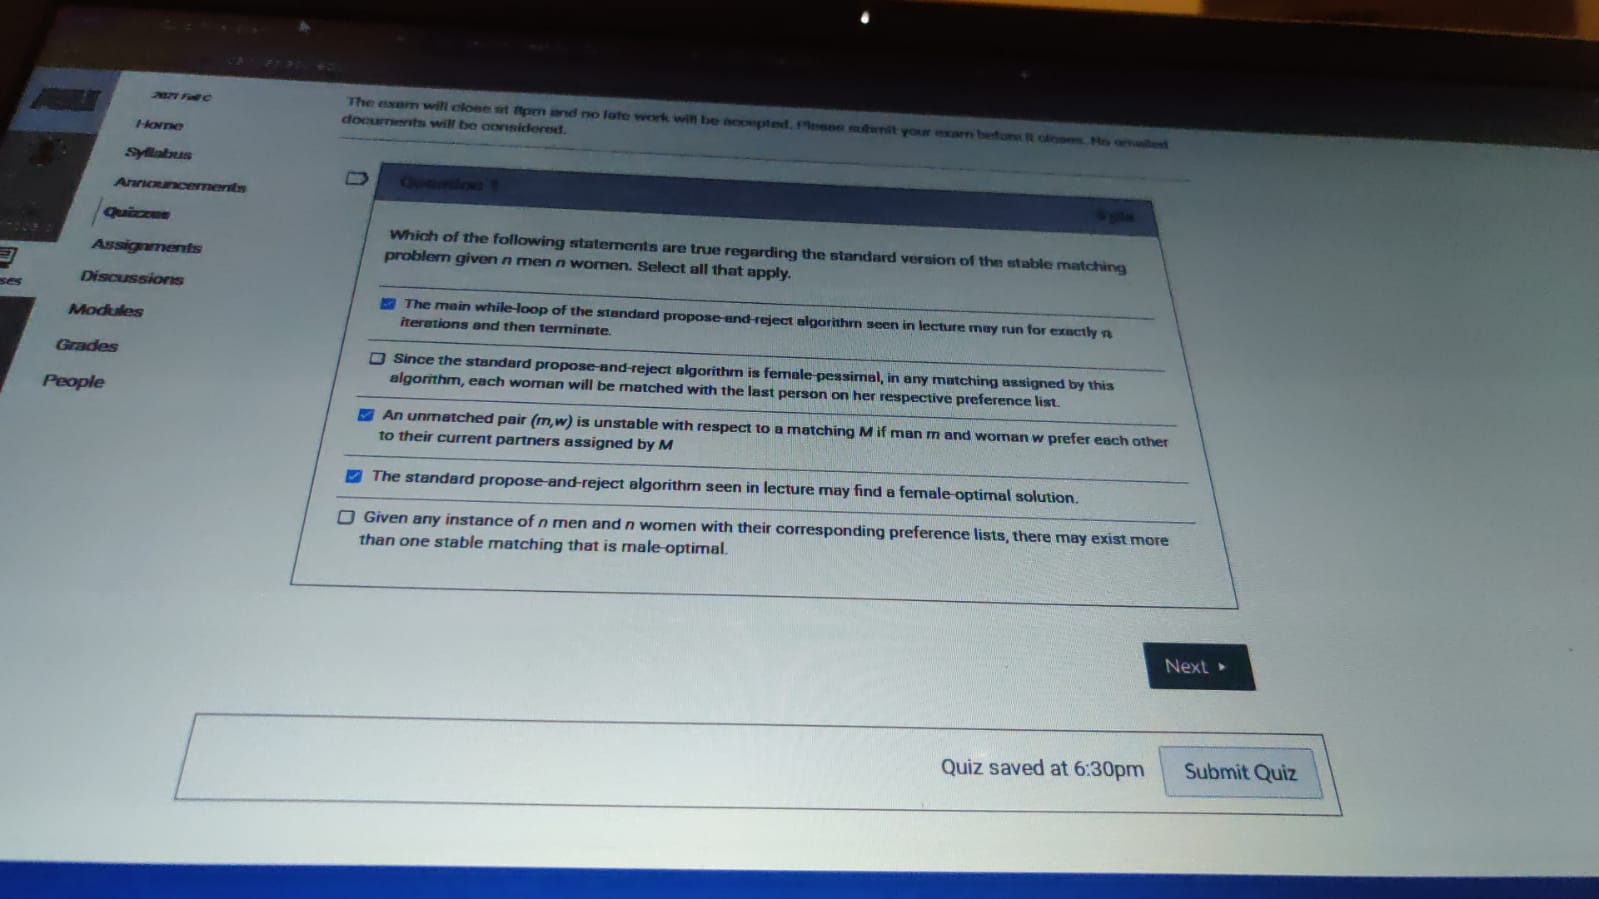 2021 Fall C
Home
Syllabus
Announcements
Quizzes
Assignments
Discussions
Modules
Grades
People
The exam will close at 8pm and no late work will be accepted. Please submit your exam before it closes. No emailed
documents will be considered.
Question 1
Which of the following statements are true regarding the standard version of the stable matching
problem given n men n women. Select all that apply.
The main while-loop of the standard propose-and-reject algorithm seen in lecture may run for exactly n
iterations and then terminate.
Since the standard propose-and-reject algorithm is female-pessimal, in any matching assigned by this
algorithm, each woman will be matched with the last person on her respective preference list.
An unmatched pair (m,w) is unstable with respect to a matching M if man m and woman w prefer each other
to their current partners assigned by M
The standard propose-and-reject algorithm seen in lecture may find a female-optimal solution.
Given any instance of n men and n women with their corresponding preference lists, there may exist more
than one stable matching that is male-optimal.
Next
Quiz saved at 6:30pm
Submit Quiz